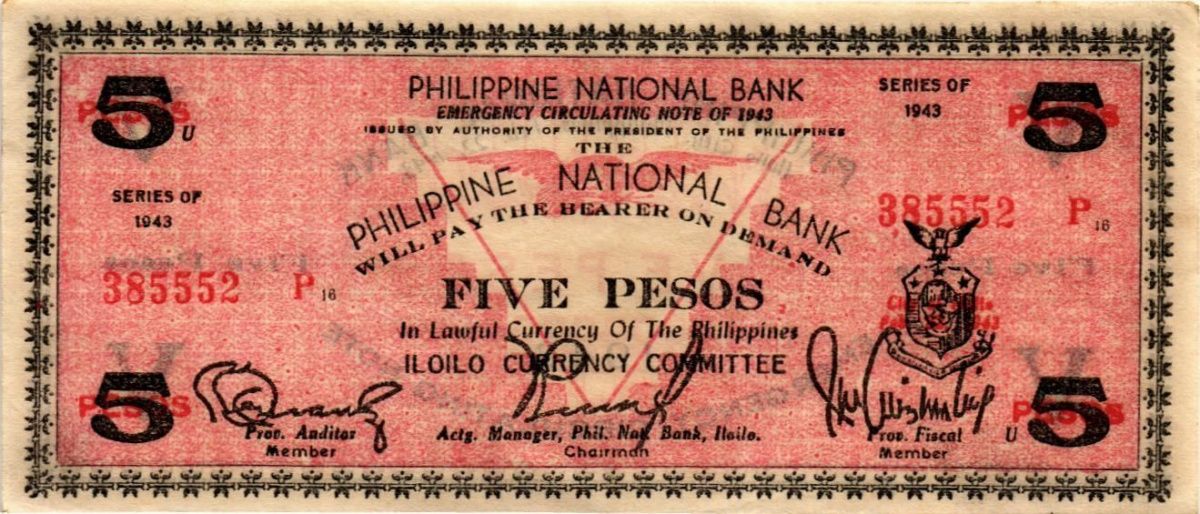 PHILIPPINE NATIONAL BANK
EMERGENCY CIRCULATING NOTE OF 1943
ISSUED BY AUTHORITY OF THE PRESIDENT OF THE PHILIPPINES
THE
PHILIPPINE NATIONAL BANK
WILL PAY THE BEARER ON DEMAND
FIVE PESOS
In Lawful Currency Of The Philippines
ILOILO CURRENCY COMMITTEE
5
PESOS
U
SERIES OF
1943
385552 P 16
SERIES OF
1943
5
PESOS
385552 P 16
5
PESOS
Prov. Auditor
Member
Actg. Manager, Phil. Nat. Bank, Iloilo.
Chairman
Prov. Fiscal
Member
U
5
PESOS